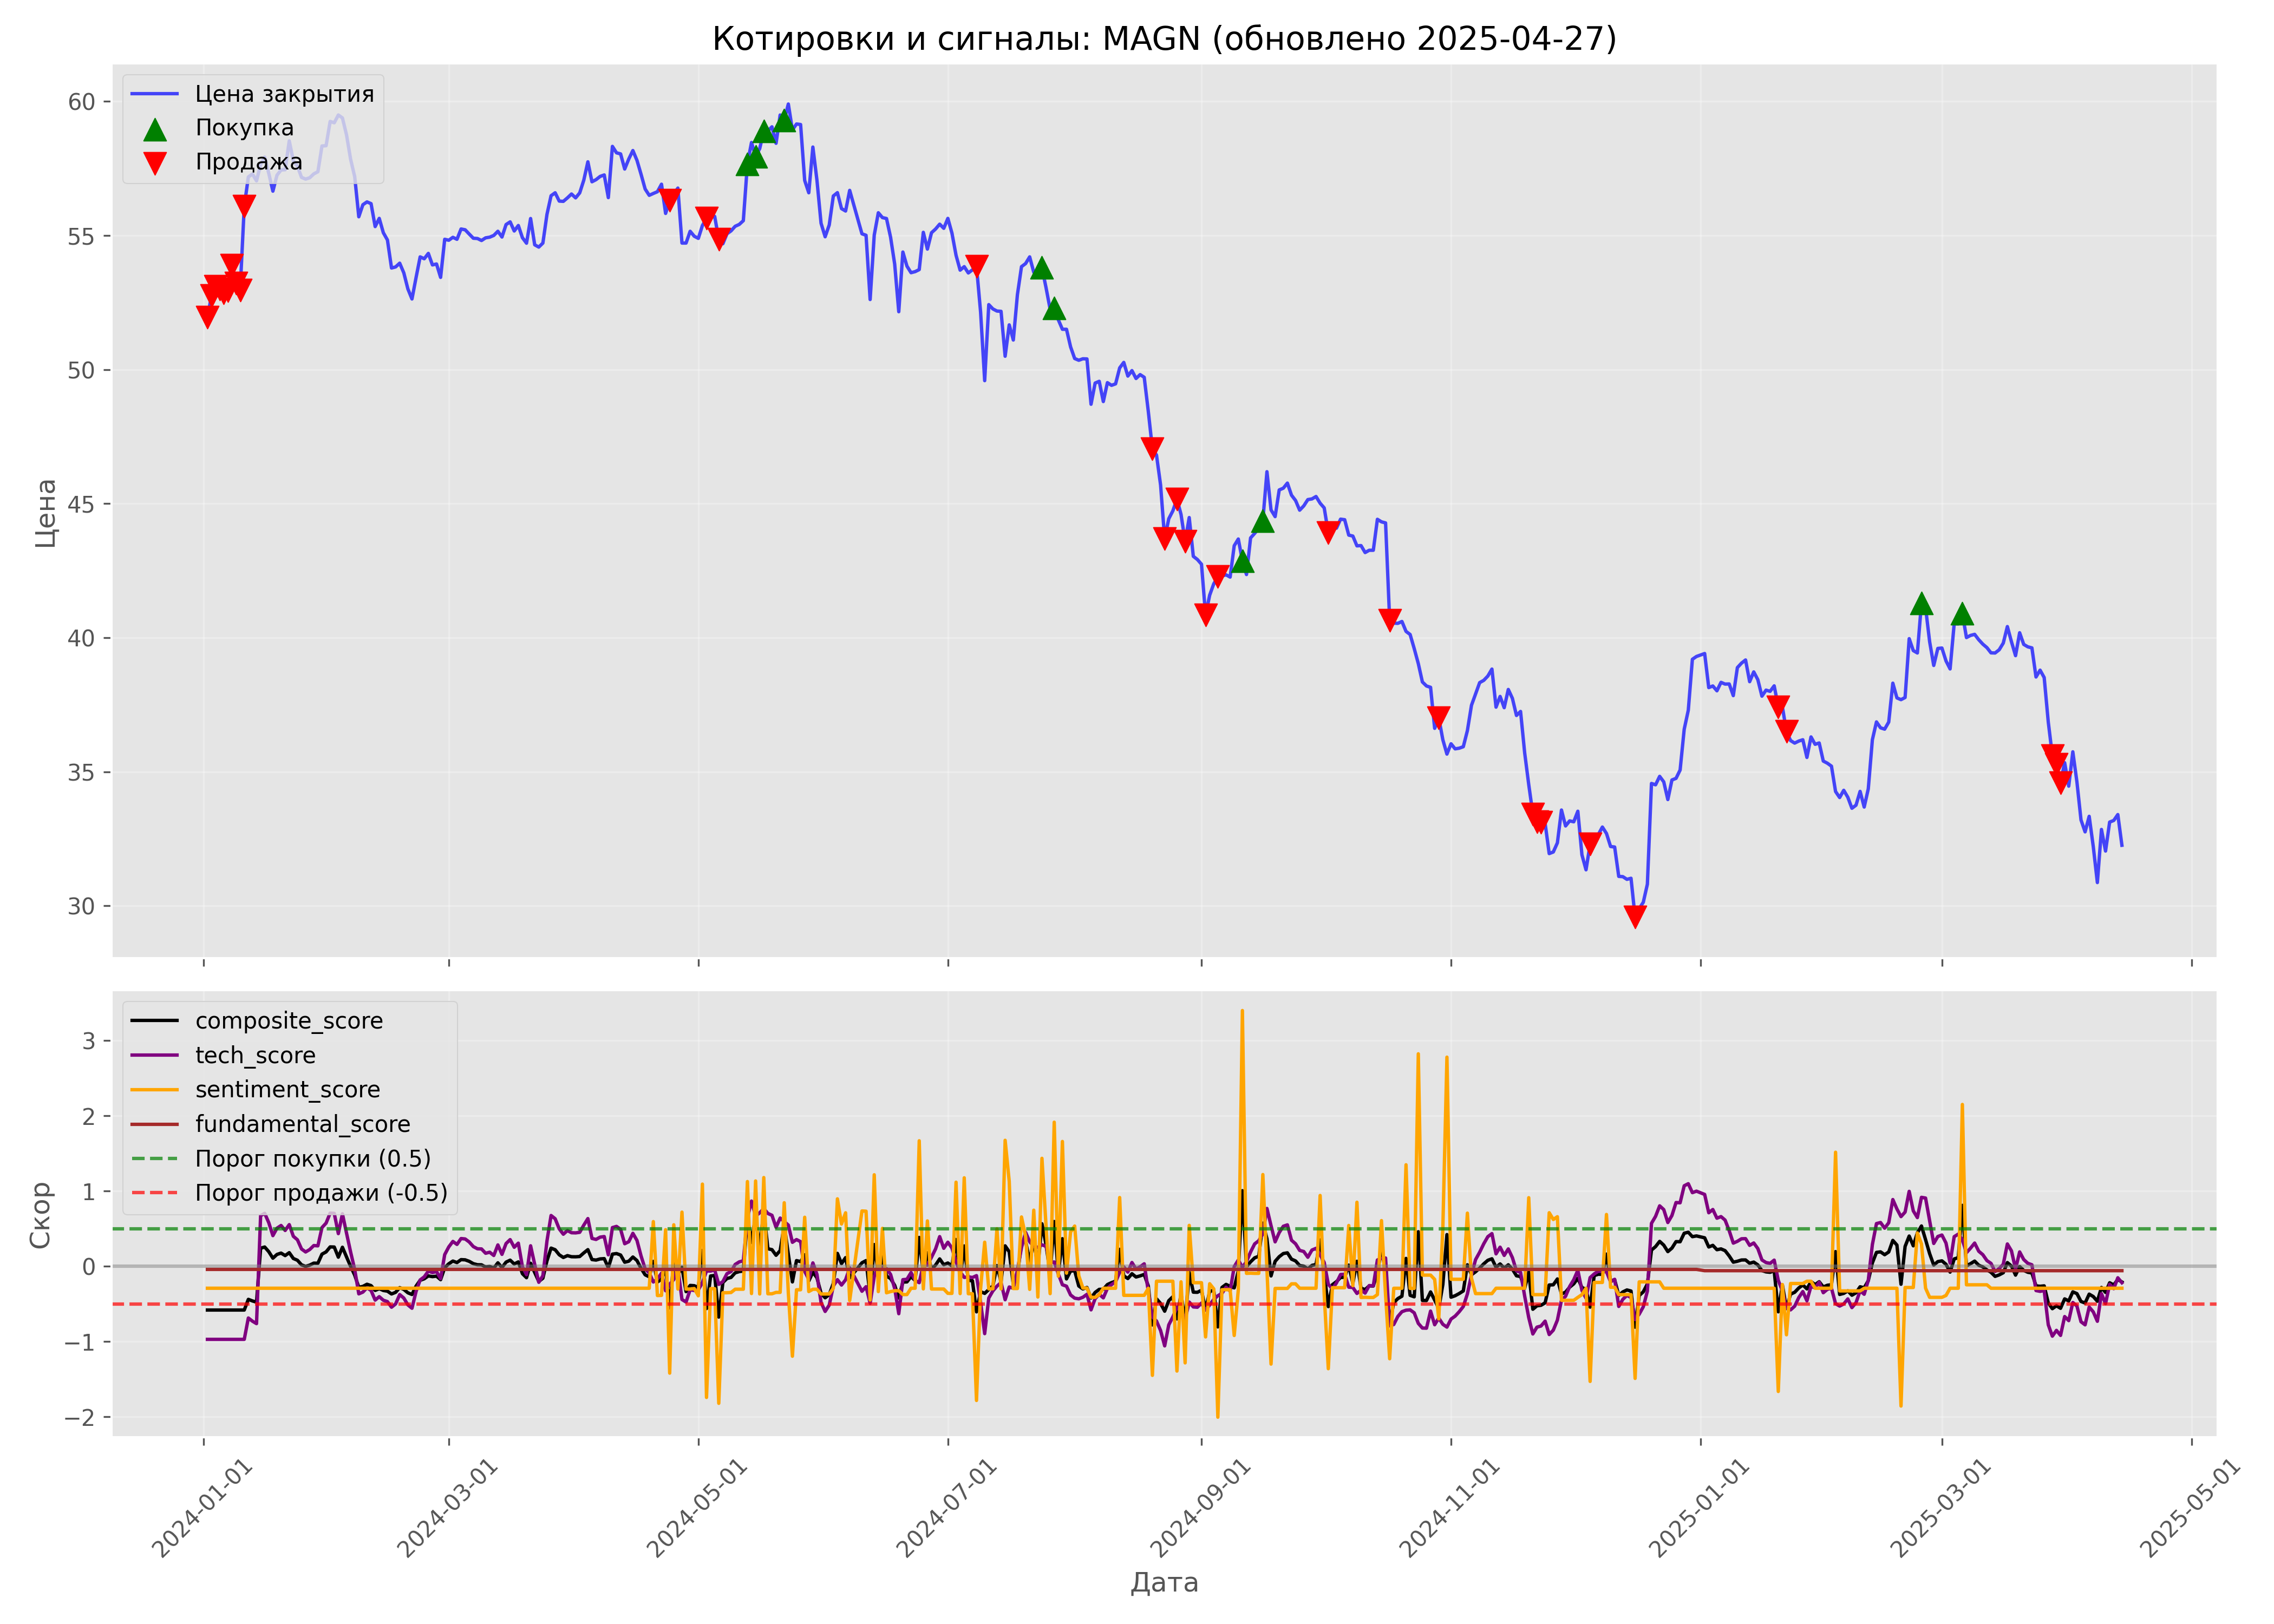 Котировки и сигналы: MAGN (обновлено 2025-04-27)
Цена закрытия
Покупка
Продажа
60
55
50
45
40
35
30
Цена
composite_score
tech_score
sentiment_score
fundamental_score
Порог покупки (0.5)
Порог продажи (-0.5)
3
2
1
0
−1
−2
Скор
2024-01-01
2024-03-01
2024-05-01
2024-07-01
2024-09-01
2024-11-01
2025-01-01
2025-03-01
2025-05-01
Дата